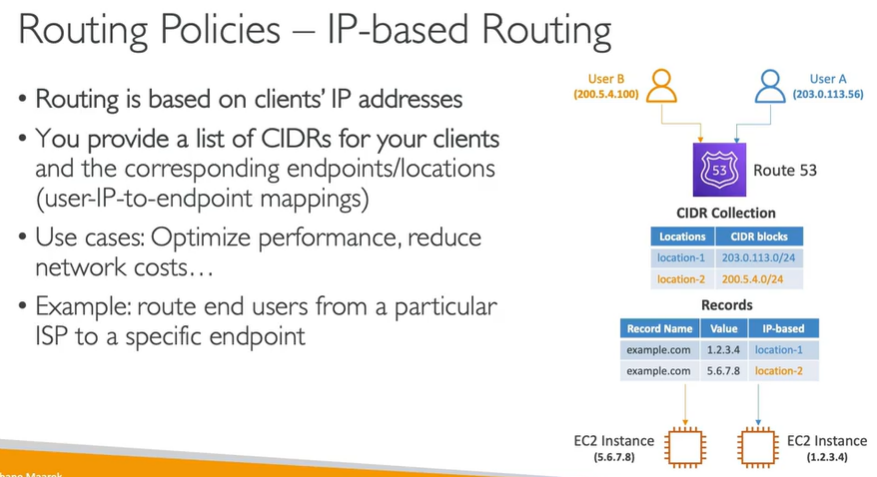 Routing Policies – IP-based Routing
• Routing is based on clients' IP addresses
• You provide a list of CIDRs for your clients
and the corresponding endpoints/locations
(user-IP-to-endpoint mappings)
• Use cases: Optimize performance, reduce
network costs…
• Example: route end users from a particular
ISP to a specific endpoint
User B
(200.5.4.100)
User A
(203.0.113.56)
53
Route 53
CIDR Collection
Locations CIDR blocks
location-1 203.0.113.0/24
location-2 200.5.4.0/24
Records
Record Name Value IP-based
example.com 1.2.3.4 location-1
example.com 5.6.7.8 location-2
EC2 Instance
(5.6.7.8)
EC2 Instance
(1.2.3.4)